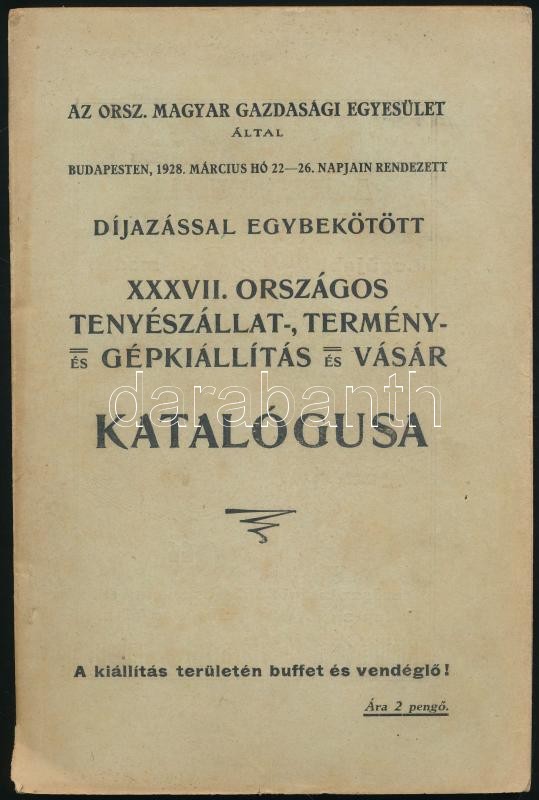 AZ ORSZ. MAGYAR GAZDASÁGI EGYESÜLET
ÁLTAL
BUDAPESTEN, 1928. MÁRCIUS HÓ 22—26. NAPJAIN RENDEZETT
DÍJAZÁSSAL EGYBEKÖTÖTT
XXXVII. ORSZÁGOS
TENYÉSZÁLLAT-, TERMÉNY-
ÉS GÉPKIÁLLÍTÁS ÉS VÁSÁR
darabanth
KATALÓGUSA
A kiállítás területén buffet és vendéglő!
Ára 2 pengő.